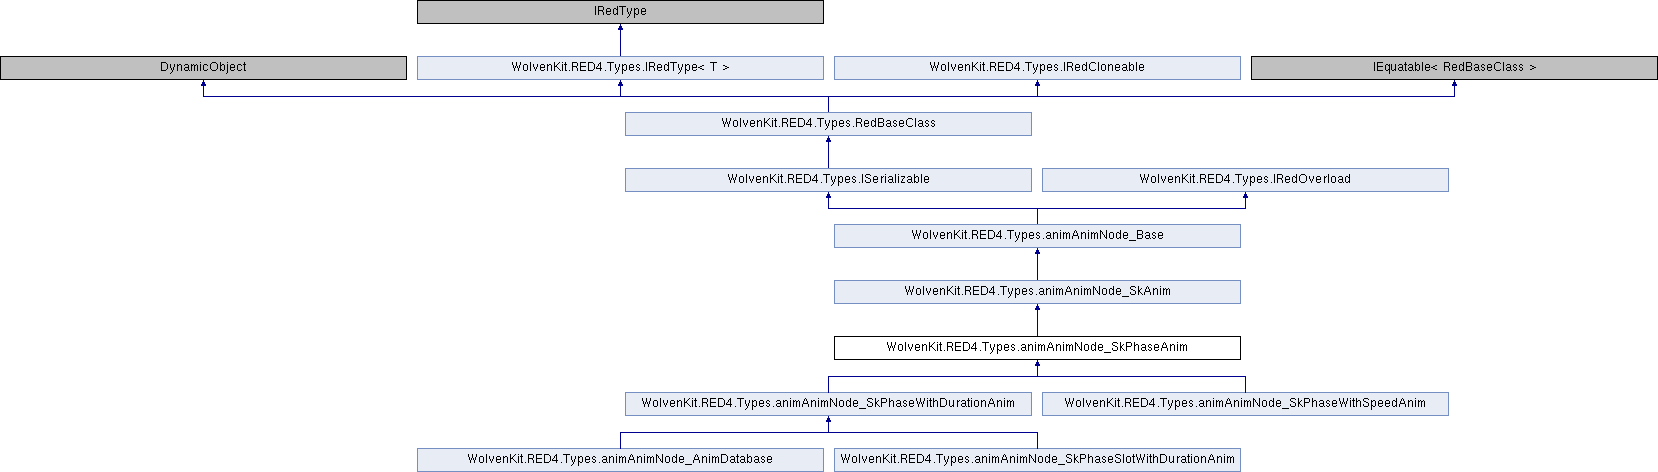 IRedType
DynamicObject
WolvenKit.RED4.Types.IRedType< T >
WolvenKit.RED4.Types.IRedCloneable
IEquatable< RedBaseClass >
WolvenKit.RED4.Types.RedBaseClass
WolvenKit.RED4.Types.ISerializable
WolvenKit.RED4.Types.IRedOverload
WolvenKit.RED4.Types.animAnimNode_Base
WolvenKit.RED4.Types.animAnimNode_SkAnim
WolvenKit.RED4.Types.animAnimNode_SkPhaseAnim
WolvenKit.RED4.Types.animAnimNode_SkPhaseWithDurationAnim
WolvenKit.RED4.Types.animAnimNode_SkPhaseWithSpeedAnim
WolvenKit.RED4.Types.animAnimNode_AnimDatabase
WolvenKit.RED4.Types.animAnimNode_SkPhaseSlotWithDurationAnim